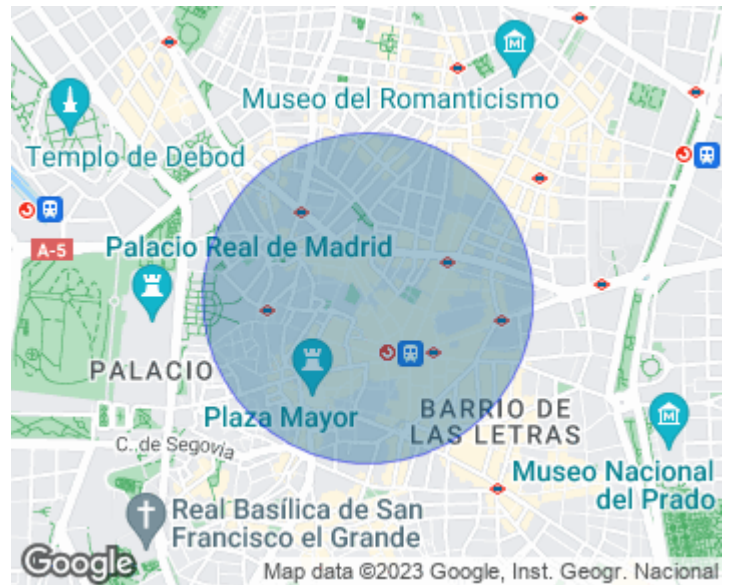 Museo del Romanticismo
Templo de Debod
A-5
Palacio Real de Madrid
PALACIO
Plaza Mayor
BARRIO DE
LAS LETRAS
C. de Segovia
Museo Nacional
del Prado
Real Basílica de San
Francisco el Grande
Google
Map data ©2023 Google, Inst. Geogr. Nacional